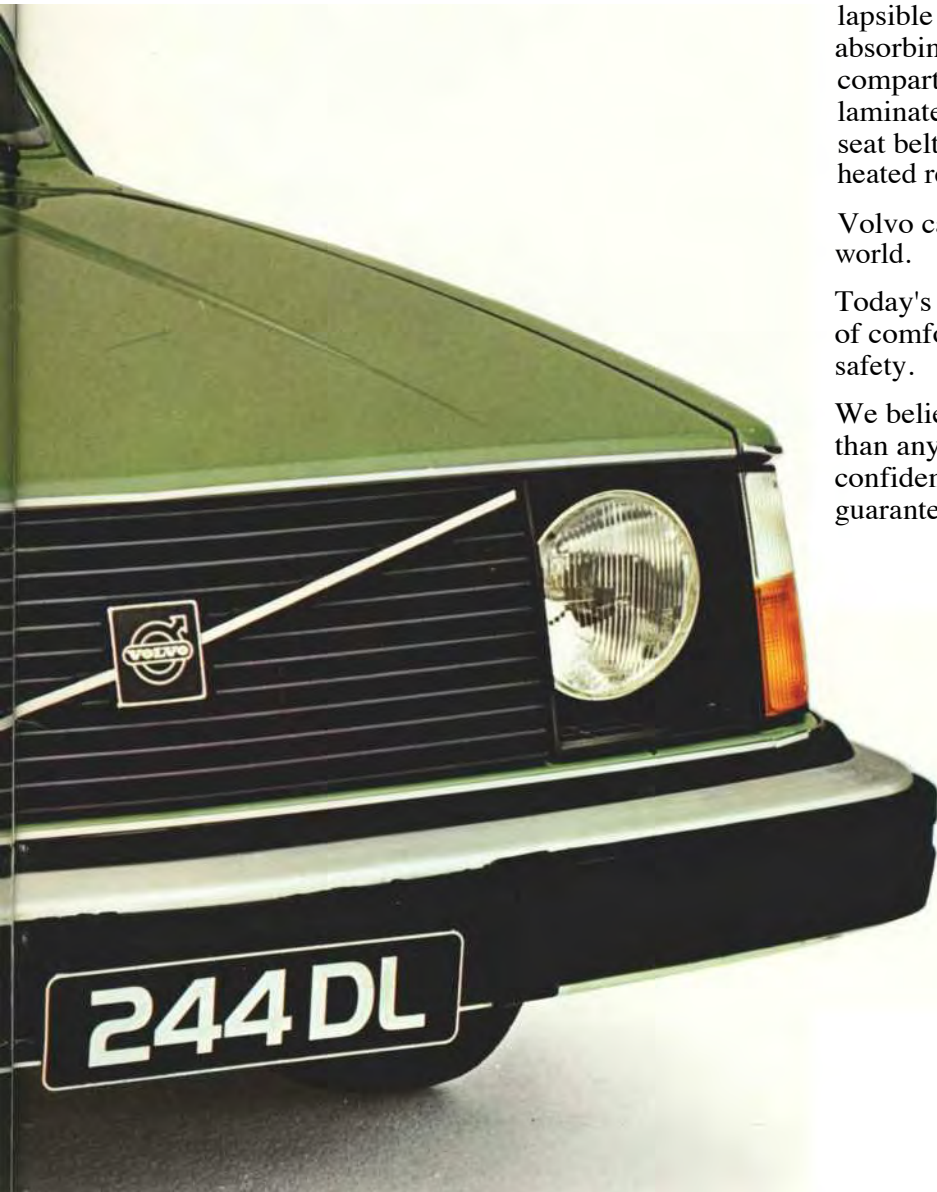 lapsible
absorbin
compart
laminate
seat belt
heated r
Volvo ca
world.
Today's
of comfo
safety.
We belie
than any
confiden
guarante
VOLVO
244 DL